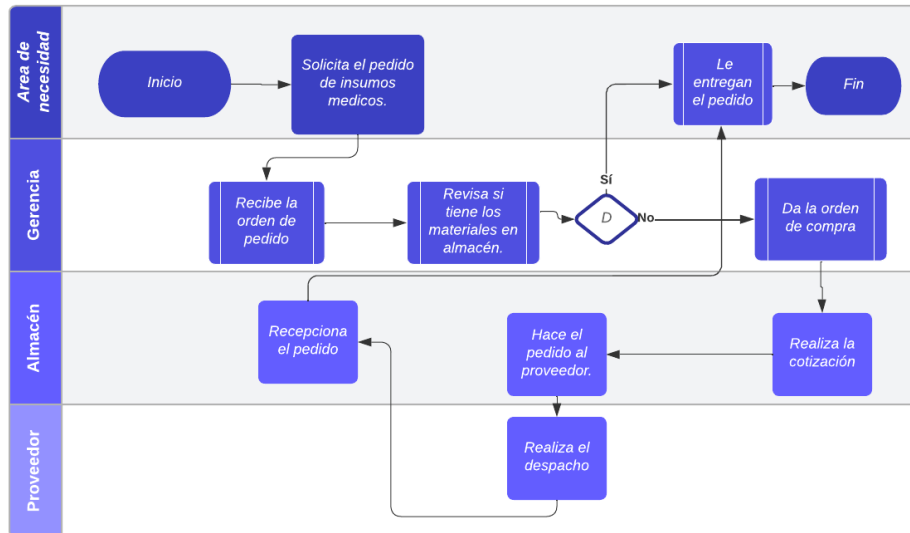 Area de
necesidad
Inicio
Solicita el pedido
de insumos
medicos.
Le
entregan
el pedido
Fin
Gerencia
Recibe la
orden de
pedido
Revisa si
tiene los
materiales en
almacén.
Sí
D
No
Da la orden
de compra
Almacén
Recepciona
el pedido
Hace el
pedido al
proveedor.
Realiza la
cotización
Proveedor
Realiza el
despacho